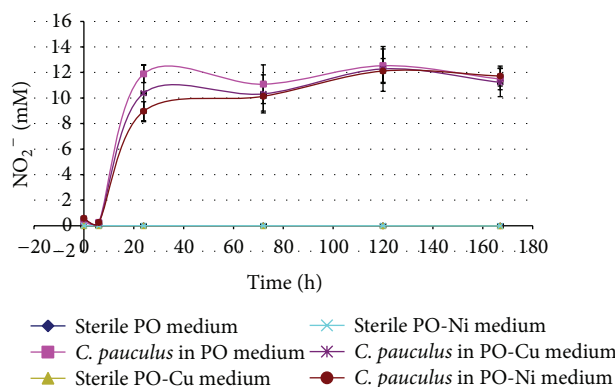 16
14
12
10
8
6
4
2
0
−2
−20 0 20 40 60 80 100 120 140 160 180
NO₂⁻ (mM)
Time (h)
Sterile PO medium
C. pauculus in PO medium
Sterile PO-Cu medium
Sterile PO-Ni medium
C. pauculus in PO-Cu medium
C. pauculus in PO-Ni medium